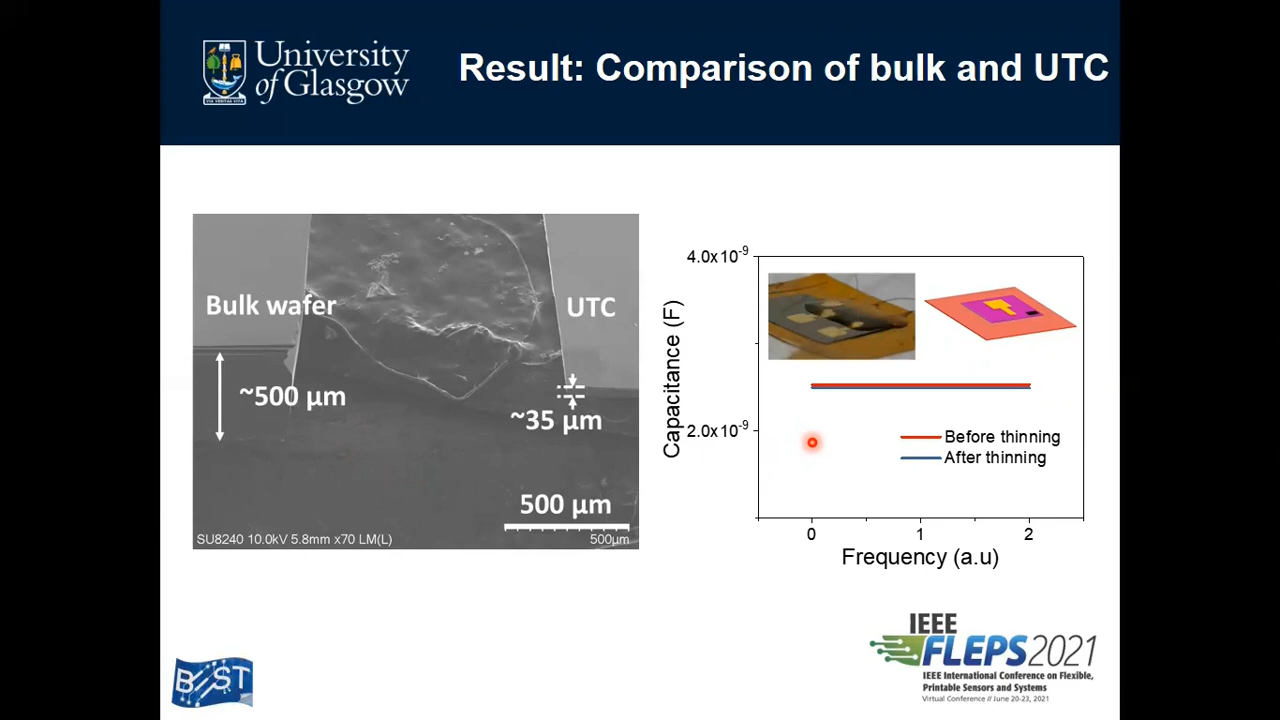 University
of Glasgow
VIA VERITAS VITA
Result: Comparison of bulk and UTC
Bulk wafer
UTC
~500 µm
~35 µm
500 µm
SU8240 10.0kV 5.8mm x70 LM(L)
500µm
4.0x10⁻⁹
2.0x10⁻⁹
Capacitance (F)
Before thinning
After thinning
0 1 2
Frequency (a.u)
BEST
IEEE
FLEPS2021
IEEE International Conference on Flexible,
Printable Sensors and Systems
Virtual Conference // June 20-23, 2021